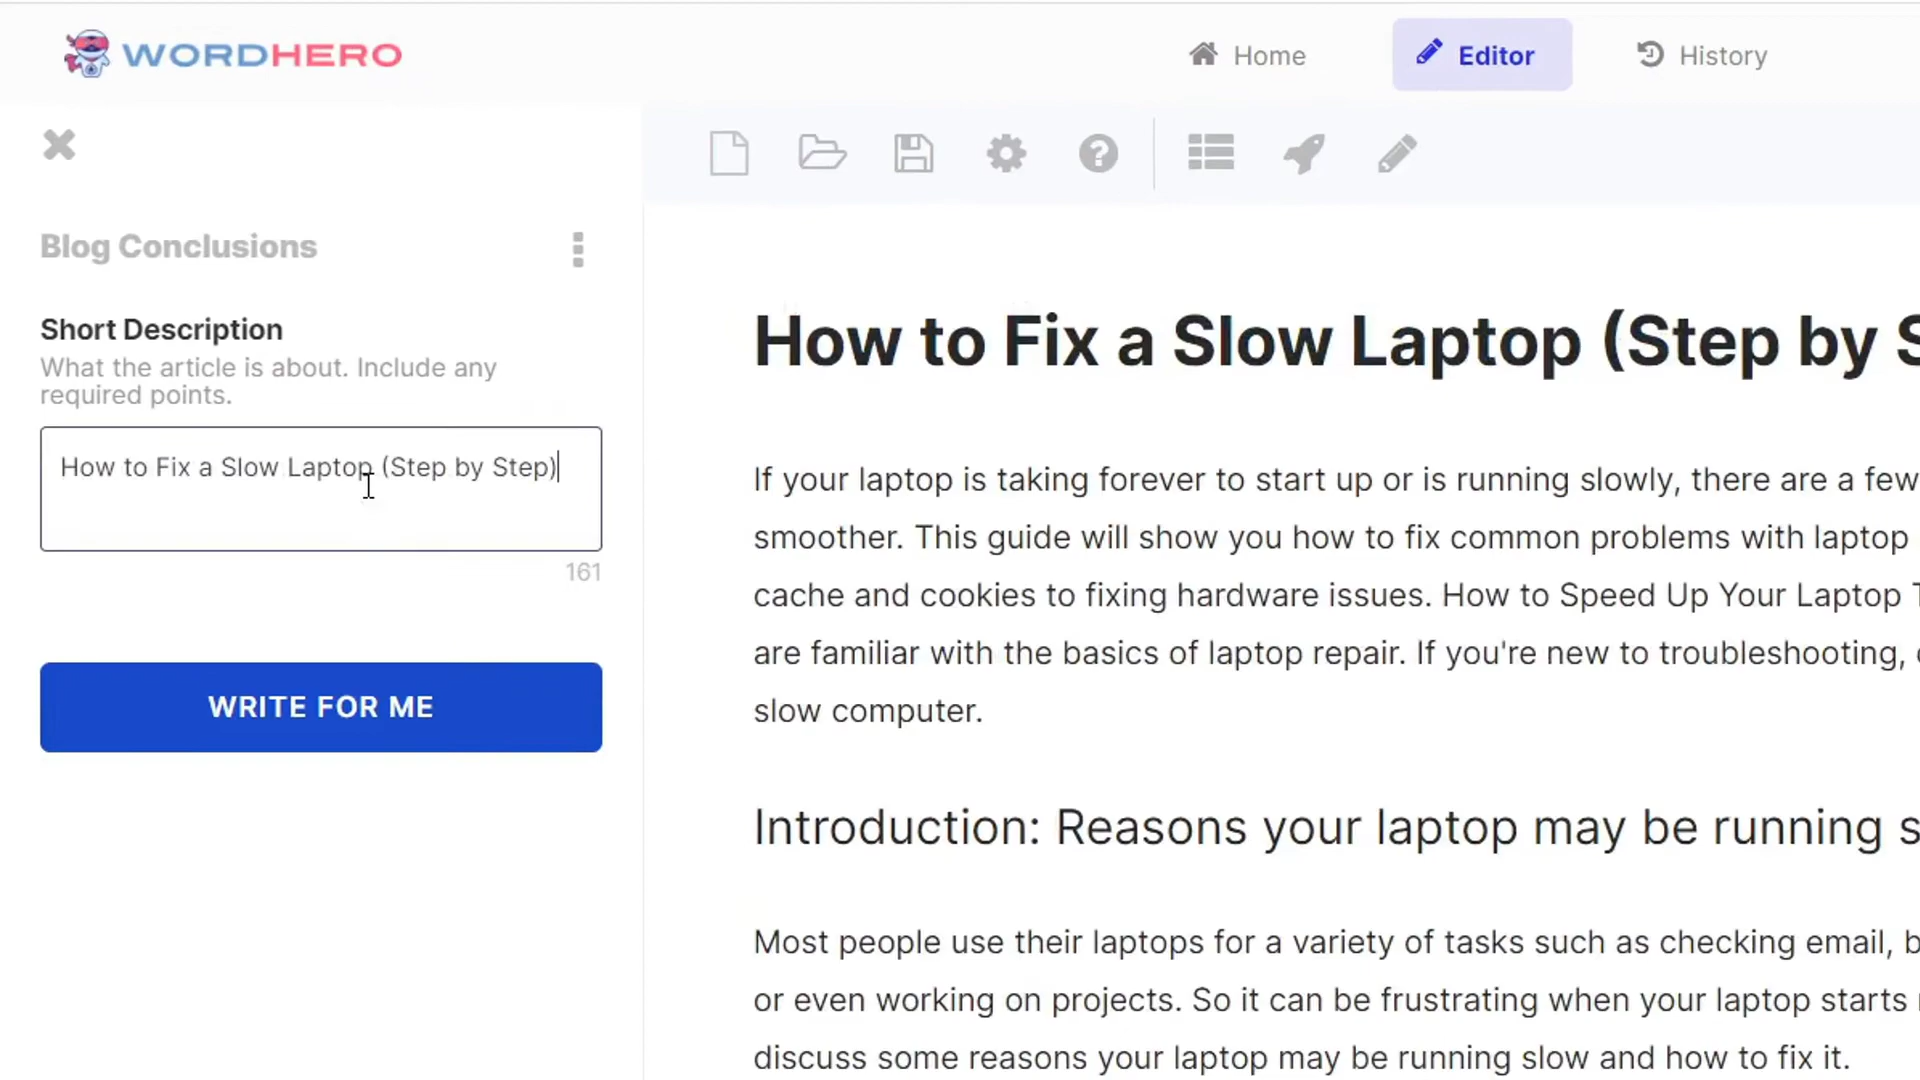 WORDHERO
Home
Editor
History
Blog Conclusions
Short Description
What the article is about. Include any
required points.
How to Fix a Slow Laptop (Step by Step)
161
WRITE FOR ME
How to Fix a Slow Laptop (Step by S
If your laptop is taking forever to start up or is running slowly, there are a few
smoother. This guide will show you how to fix common problems with laptop
cache and cookies to fixing hardware issues. How to Speed Up Your Laptop T
are familiar with the basics of laptop repair. If you're new to troubleshooting,
slow computer.
Introduction: Reasons your laptop may be running s
Most people use their laptops for a variety of tasks such as checking email, b
or even working on projects. So it can be frustrating when your laptop starts
discuss some reasons your laptop may be running slow and how to fix it.